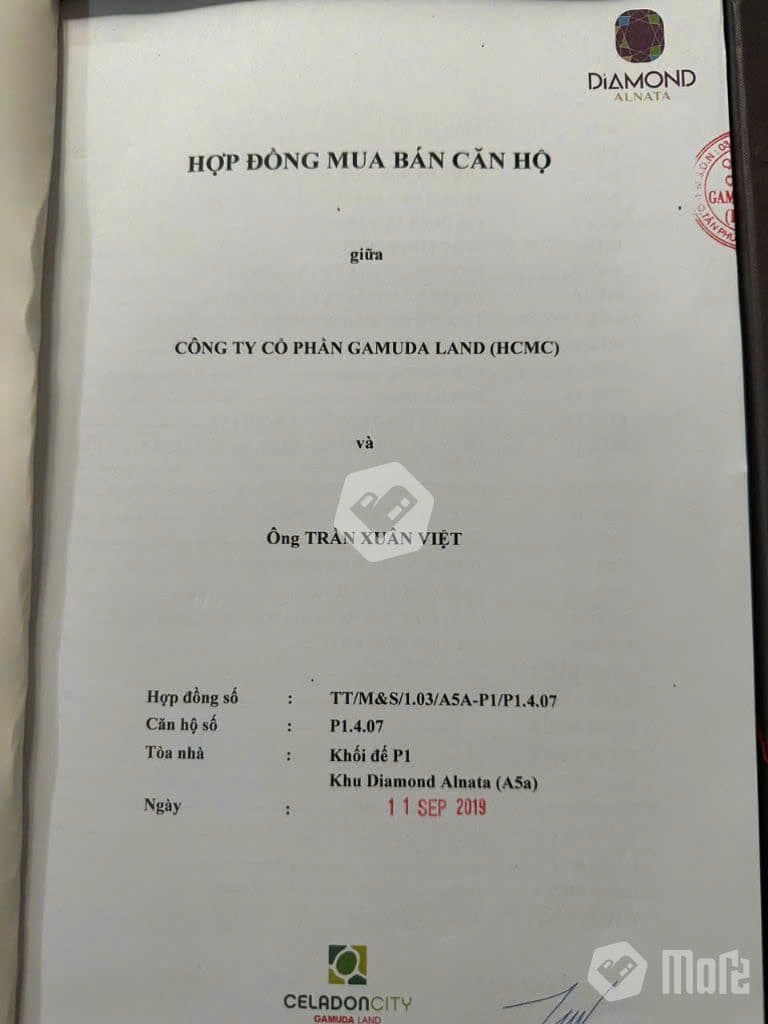 DIAMOND
ALNATA
HỢP ĐỒNG MUA BÁN CĂN HỘ
giữa
CÔNG TY CỔ PHẦN GAMUDA LAND (HCMC)
và
Ông TRẦN XUÂN VIỆT
Hợp đồng số : TT/M&S/1.03/A5A-P1/P1.4.07
Căn hộ số : P1.4.07
Tòa nhà : Khối đế P1
Khu Diamond Alnata (A5a)
Ngày : 11 SEP 2019
CELADON CITY
GAMUDA LAND